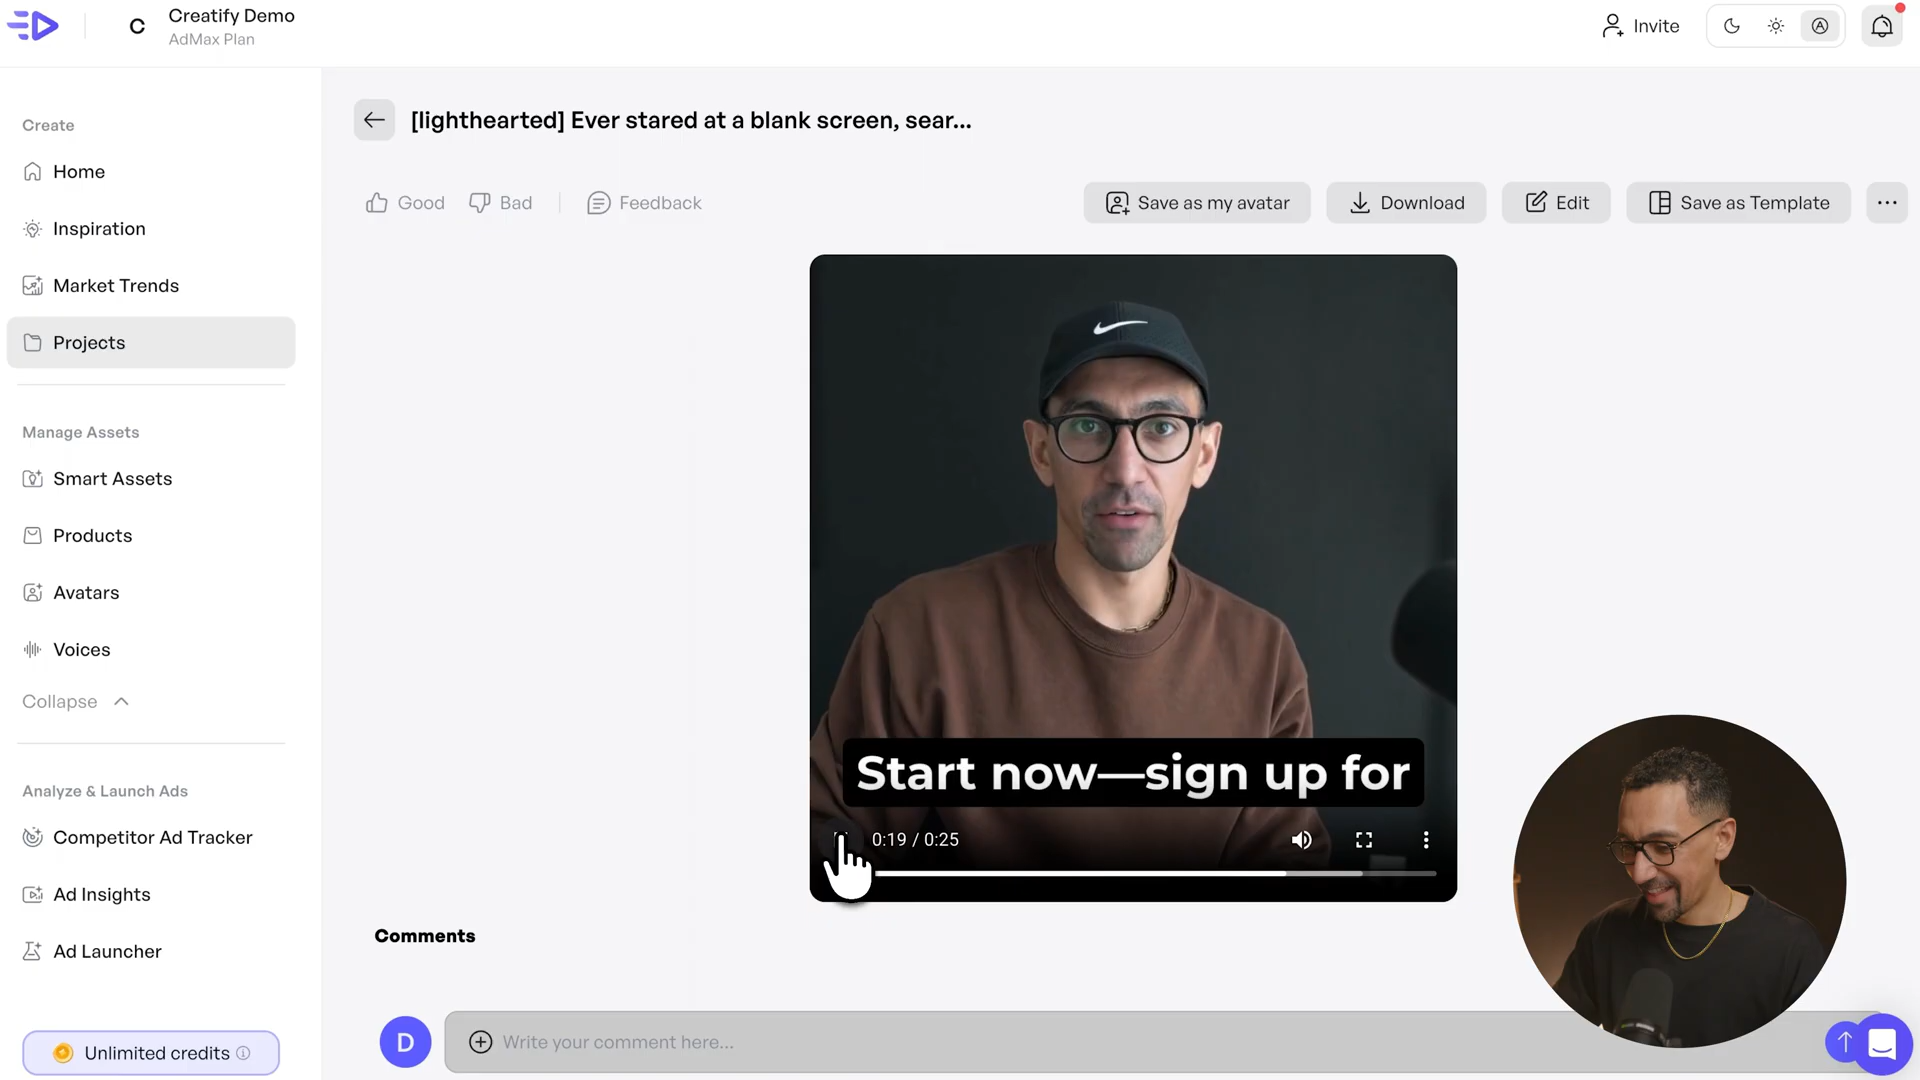 C
Creatify Demo
AdMax Plan
Invite
Create
Home
Inspiration
Market Trends
Projects
Manage Assets
Smart Assets
Products
Avatars
Voices
Collapse
Analyze & Launch Ads
Competitor Ad Tracker
Ad Insights
Ad Launcher
Unlimited credits
[lighthearted] Ever stared at a blank screen, sear...
Good
Bad
Feedback
Save as my avatar
Download
Edit
Save as Template
Start now—sign up for
0:19 / 0:25
Comments
D
Write your comment here...